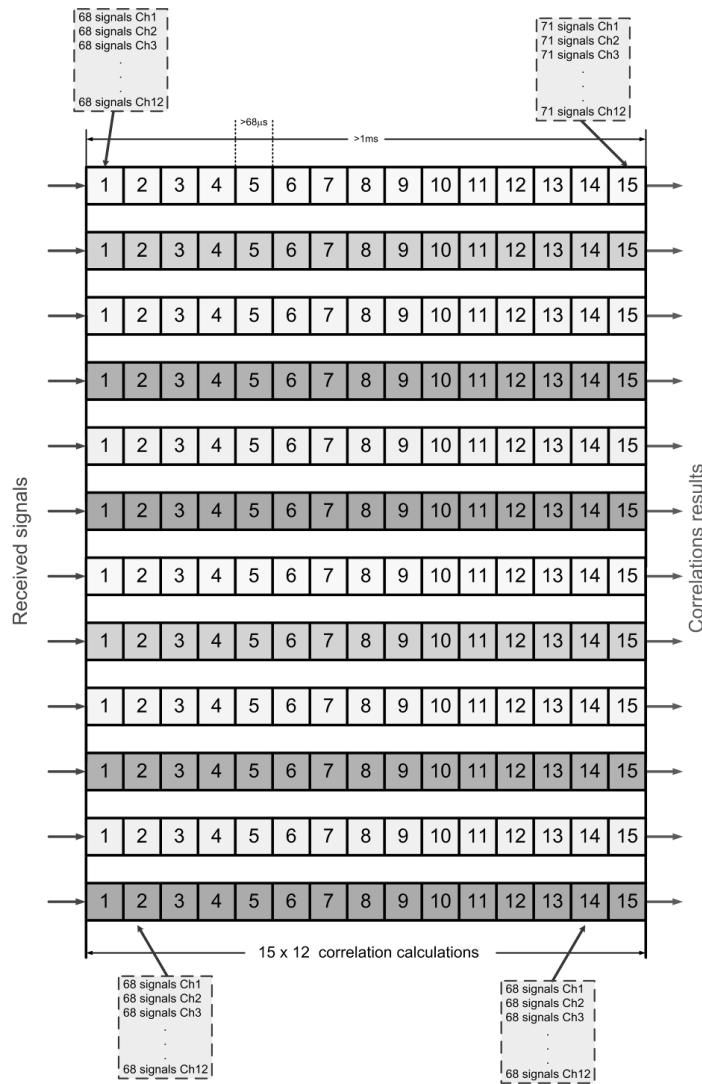 68 signals Ch1
68 signals Ch2
68 signals Ch3
.
.
.
68 signals Ch12
71 signals Ch1
71 signals Ch2
71 signals Ch3
.
.
.
71 signals Ch12
>68µs
>1ms
1 2 3 4 5 6 7 8 9 10 11 12 13 14 15
1 2 3 4 5 6 7 8 9 10 11 12 13 14 15
1 2 3 4 5 6 7 8 9 10 11 12 13 14 15
1 2 3 4 5 6 7 8 9 10 11 12 13 14 15
1 2 3 4 5 6 7 8 9 10 11 12 13 14 15
1 2 3 4 5 6 7 8 9 10 11 12 13 14 15
1 2 3 4 5 6 7 8 9 10 11 12 13 14 15
1 2 3 4 5 6 7 8 9 10 11 12 13 14 15
1 2 3 4 5 6 7 8 9 10 11 12 13 14 15
1 2 3 4 5 6 7 8 9 10 11 12 13 14 15
1 2 3 4 5 6 7 8 9 10 11 12 13 14 15
1 2 3 4 5 6 7 8 9 10 11 12 13 14 15
Received signals
Correlations results
15 x 12 correlation calculations
68 signals Ch1
68 signals Ch2
68 signals Ch3
.
.
.
68 signals Ch12
68 signals Ch1
68 signals Ch2
68 signals Ch3
.
.
.
68 signals Ch12